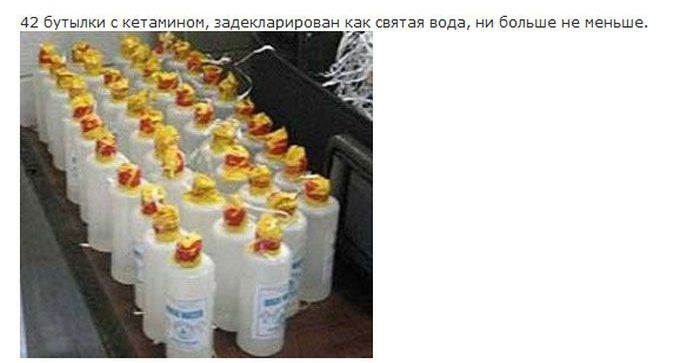 42 бутылки с кетамином, задекларирован как святая вода, ни больше не меньше.